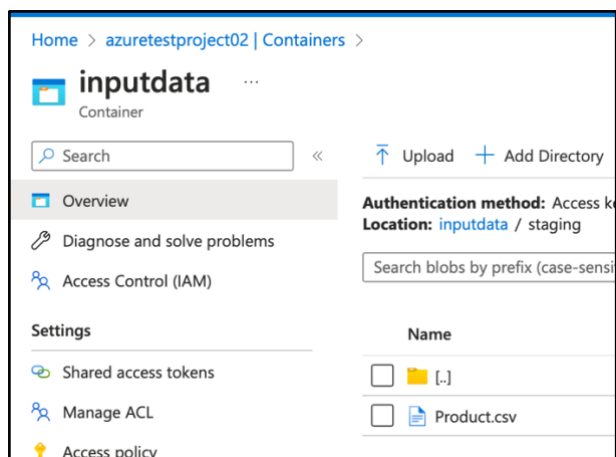 Home > azuretestproject02 | Containers >
inputdata ...
Container
Search
«
Overview
Diagnose and solve problems
Access Control (IAM)
Settings
Shared access tokens
Manage ACL
Access policy
Upload + Add Directory
Authentication method: Access
Location: inputdata / staging
Search blobs by prefix (case-sensi
Name
[..]
Product.csv